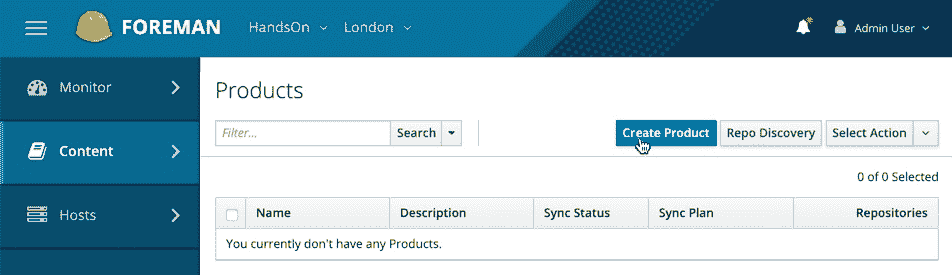 FOREMAN HandsOn London Admin User
Monitor
Content
Hosts
Products
Filter... Search Create Product Repo Discovery Select Action
0 of 0 Selected
Name Description Sync Status Sync Plan Repositories
You currently don't have any Products.